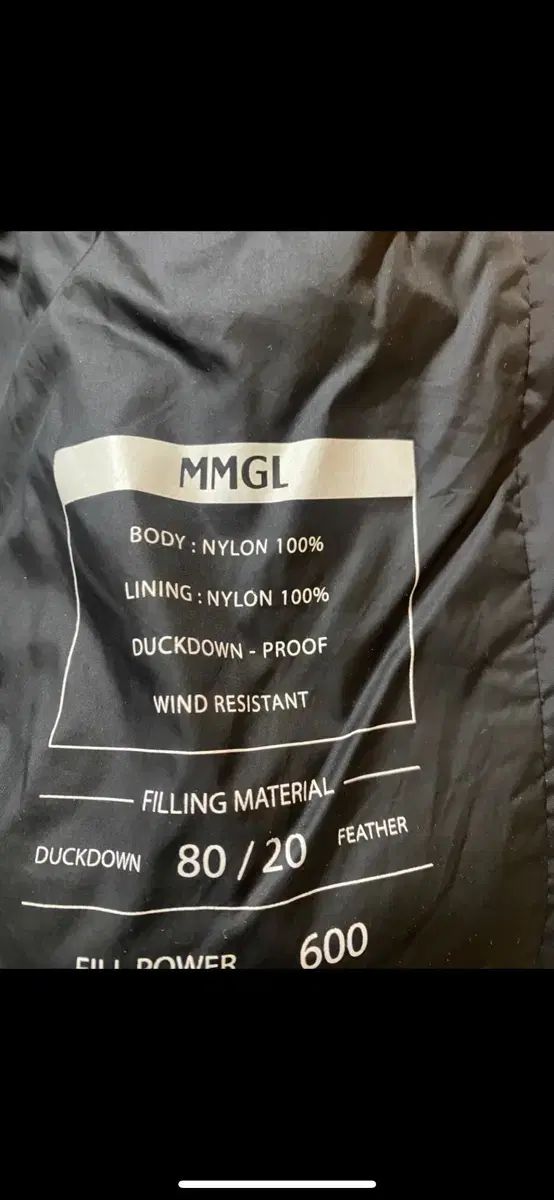 MMGL
BODY : NYLON 100%
LINING : NYLON 100%
DUCKDOWN - PROOF
WIND RESISTANT
FILLING MATERIAL
DUCKDOWN 80 / 20 FEATHER
FILL POWER 600